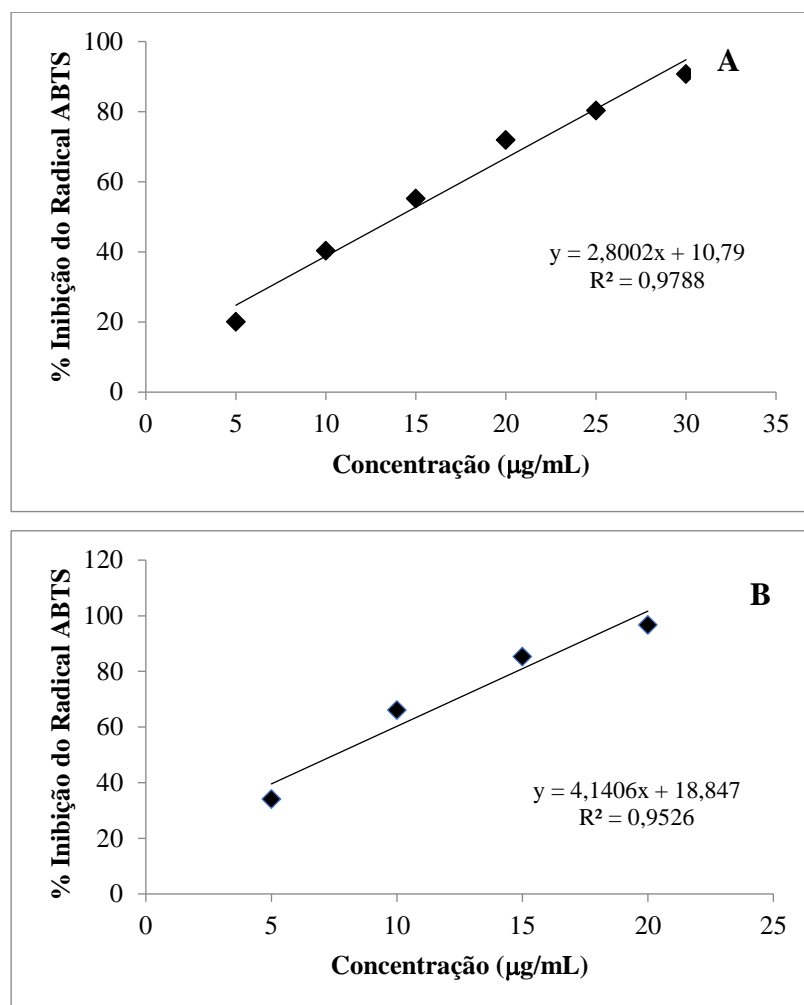 A
% Inibição do Radical ABTS
100
80
60
40
20
0
y = 2,8002x + 10,79
R² = 0,9788
0 5 10 15 20 25 30 35
Concentração (µg/mL)
B
% Inibição do Radical ABTS
120
100
80
60
40
20
0
y = 4,1406x + 18,847
R² = 0,9526
0 5 10 15 20 25
Concentração (µg/mL)